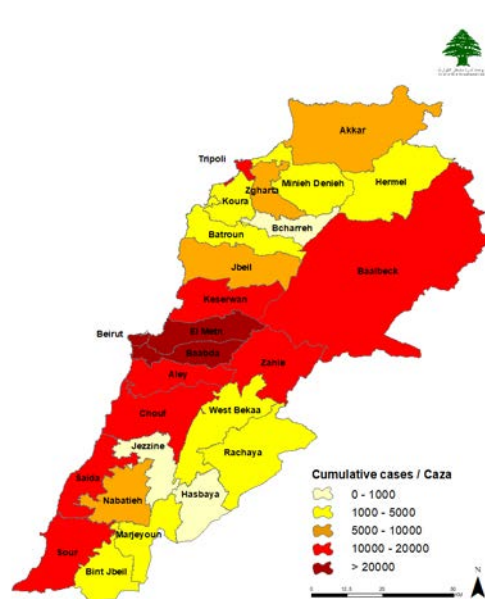 Akkar
Tripoli
Zgharta
Minieh Denieh
Hermel
Koura
Bcharreh
Batroun
Baalbeck
Jbeil
Keserwan
El Metn
Beirut
Baabda
Zahle
Aley
Chouf
West Bekaa
Jezzine
Rachaya
Saida
Hasbaya
Nabatieh
Marjeyoun
Sour
Bint Jbeil
Cumulative cases / Caza
0 - 1000
1000 - 5000
5000 - 10000
10000 - 20000
> 20000
N